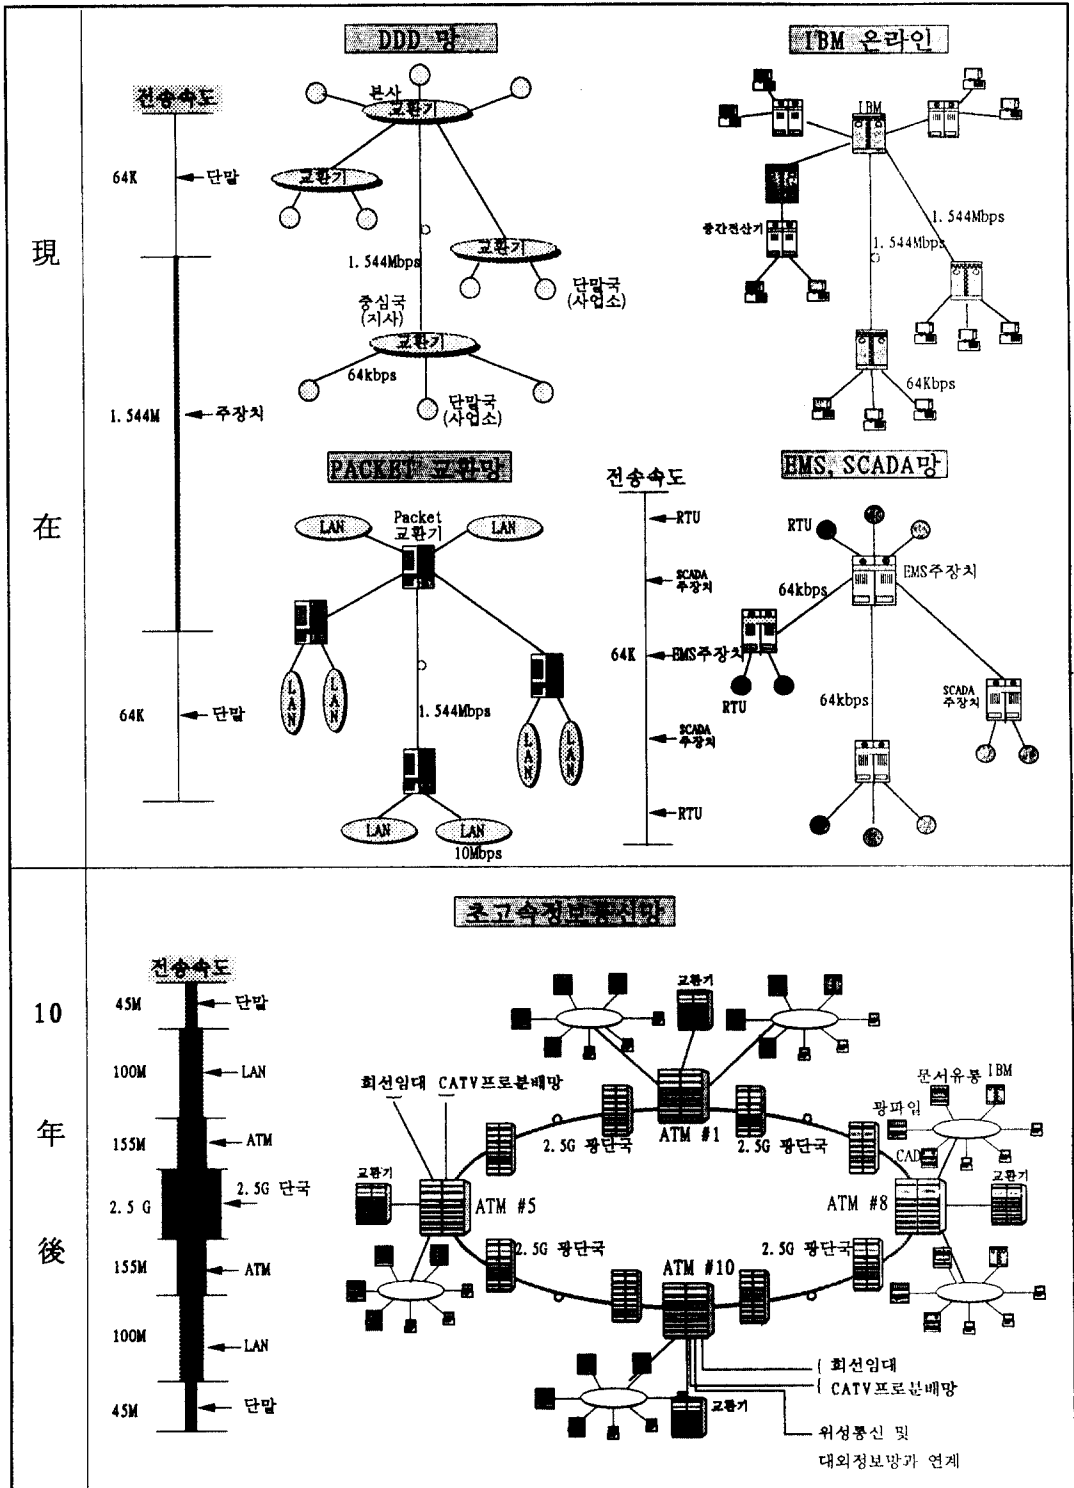 現
在
DDD 망
전송속도
64K
단말
1.544M
주장치
64K
단말
본사
교환기
교환기
교환기
1.544Mbps
중심국
(지사)
단말국
(사업소)
교환기
64kbps
단말국
(사업소)
IBM 온라인
IBM
중간전산기
1.544Mbps
1.544Mbps
64Kbps
PACKET 교환망
LAN
Packet
교환기
LAN
LAN
LAN
1.544Mbps
LAN
LAN
LAN
LAN
10Mbps
EMS, SCADA망
전송속도
RTU
SCADA
주장치
64K
EMS주장치
SCADA
주장치
RTU
RTU
EMS주장치
64kbps
RTU
64kbps
SCADA
주장치
10
年
後
초고속정보통신망
전송속도
45M
단말
100M
LAN
155M
ATM
2.5 G
2.5G 단국
155M
ATM
100M
LAN
45M
단말
교환기
회선임대 CATV프로분배망
ATM #1
2.5G 광단국
2.5G 광단국
문서유통
IBM
광파일
CAD
교환기
ATM #5
ATM #8
교환기
2.5G 광단국
ATM #10
2.5G 광단국
교환기
회선임대
CATV프로분배망
위성통신 및
대외정보망과 연계